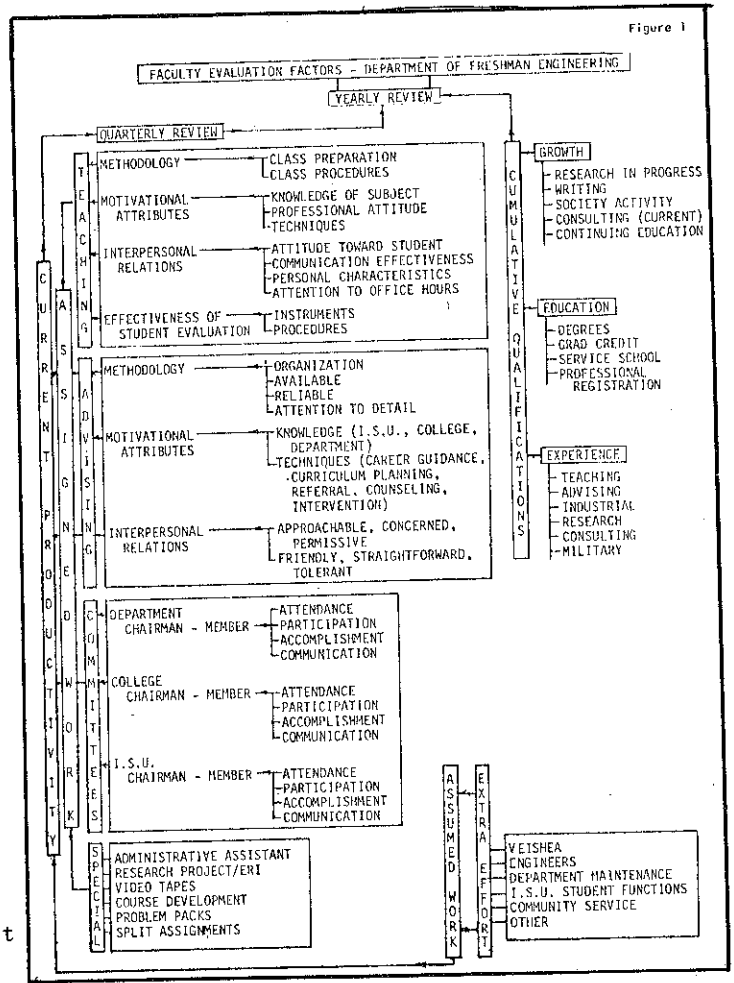 Figure 1
FACULTY EVALUATION FACTORS - DEPARTMENT OF FRESHMAN ENGINEERING
YEARLY REVIEW
QUARTERLY REVIEW
CURRENT PRODUCTIVITY
ASSIGNED WORK
TEACHING
METHODOLOGY
CLASS PREPARATION
CLASS PROCEDURES
MOTIVATIONAL
ATTRIBUTES
KNOWLEDGE OF SUBJECT
PROFESSIONAL ATTITUDE
TECHNIQUES
INTERPERSONAL
RELATIONS
ATTITUDE TOWARD STUDENT
COMMUNICATION EFFECTIVENESS
PERSONAL CHARACTERISTICS
ATTENTION TO OFFICE HOURS
EFFECTIVENESS OF
STUDENT EVALUATION
INSTRUMENTS
PROCEDURES
ADVISING
METHODOLOGY
ORGANIZATION
AVAILABLE
RELIABLE
ATTENTION TO DETAIL
MOTIVATIONAL
ATTRIBUTES
KNOWLEDGE (I.S.U., COLLEGE,
DEPARTMENT)
TECHNIQUES (CAREER GUIDANCE,
CURRICULUM PLANNING,
REFERRAL, COUNSELING,
INTERVENTION)
INTERPERSONAL
RELATIONS
APPROACHABLE, CONCERNED,
PERMISSIVE
FRIENDLY, STRAIGHTFORWARD,
TOLERANT
COMMITTEES
DEPARTMENT
CHAIRMAN - MEMBER
ATTENDANCE
PARTICIPATION
ACCOMPLISHMENT
COMMUNICATION
COLLEGE
CHAIRMAN - MEMBER
ATTENDANCE
PARTICIPATION
ACCOMPLISHMENT
COMMUNICATION
I.S.U.
CHAIRMAN - MEMBER
ATTENDANCE
PARTICIPATION
ACCOMPLISHMENT
COMMUNICATION
SPECIAL
ADMINISTRATIVE ASSISTANT
RESEARCH PROJECT/ERI
VIDEO TAPES
COURSE DEVELOPMENT
PROBLEM PACKS
SPLIT ASSIGNMENTS
CUMULATIVE QUALIFICATIONS
GROWTH
RESEARCH IN PROGRESS
WRITING
SOCIETY ACTIVITY
CONSULTING (CURRENT)
CONTINUING EDUCATION
EDUCATION
DEGREES
GRAD CREDIT
SERVICE SCHOOL
PROFESSIONAL
REGISTRATION
EXPERIENCE
TEACHING
ADVISING
INDUSTRIAL
RESEARCH
CONSULTING
MILITARY
ASSUMED WORK
EXTRA EFFORT
VEISHEA
ENGINEERS
DEPARTMENT MAINTENANCE
I.S.U. STUDENT FUNCTIONS
COMMUNITY SERVICE
OTHER
t